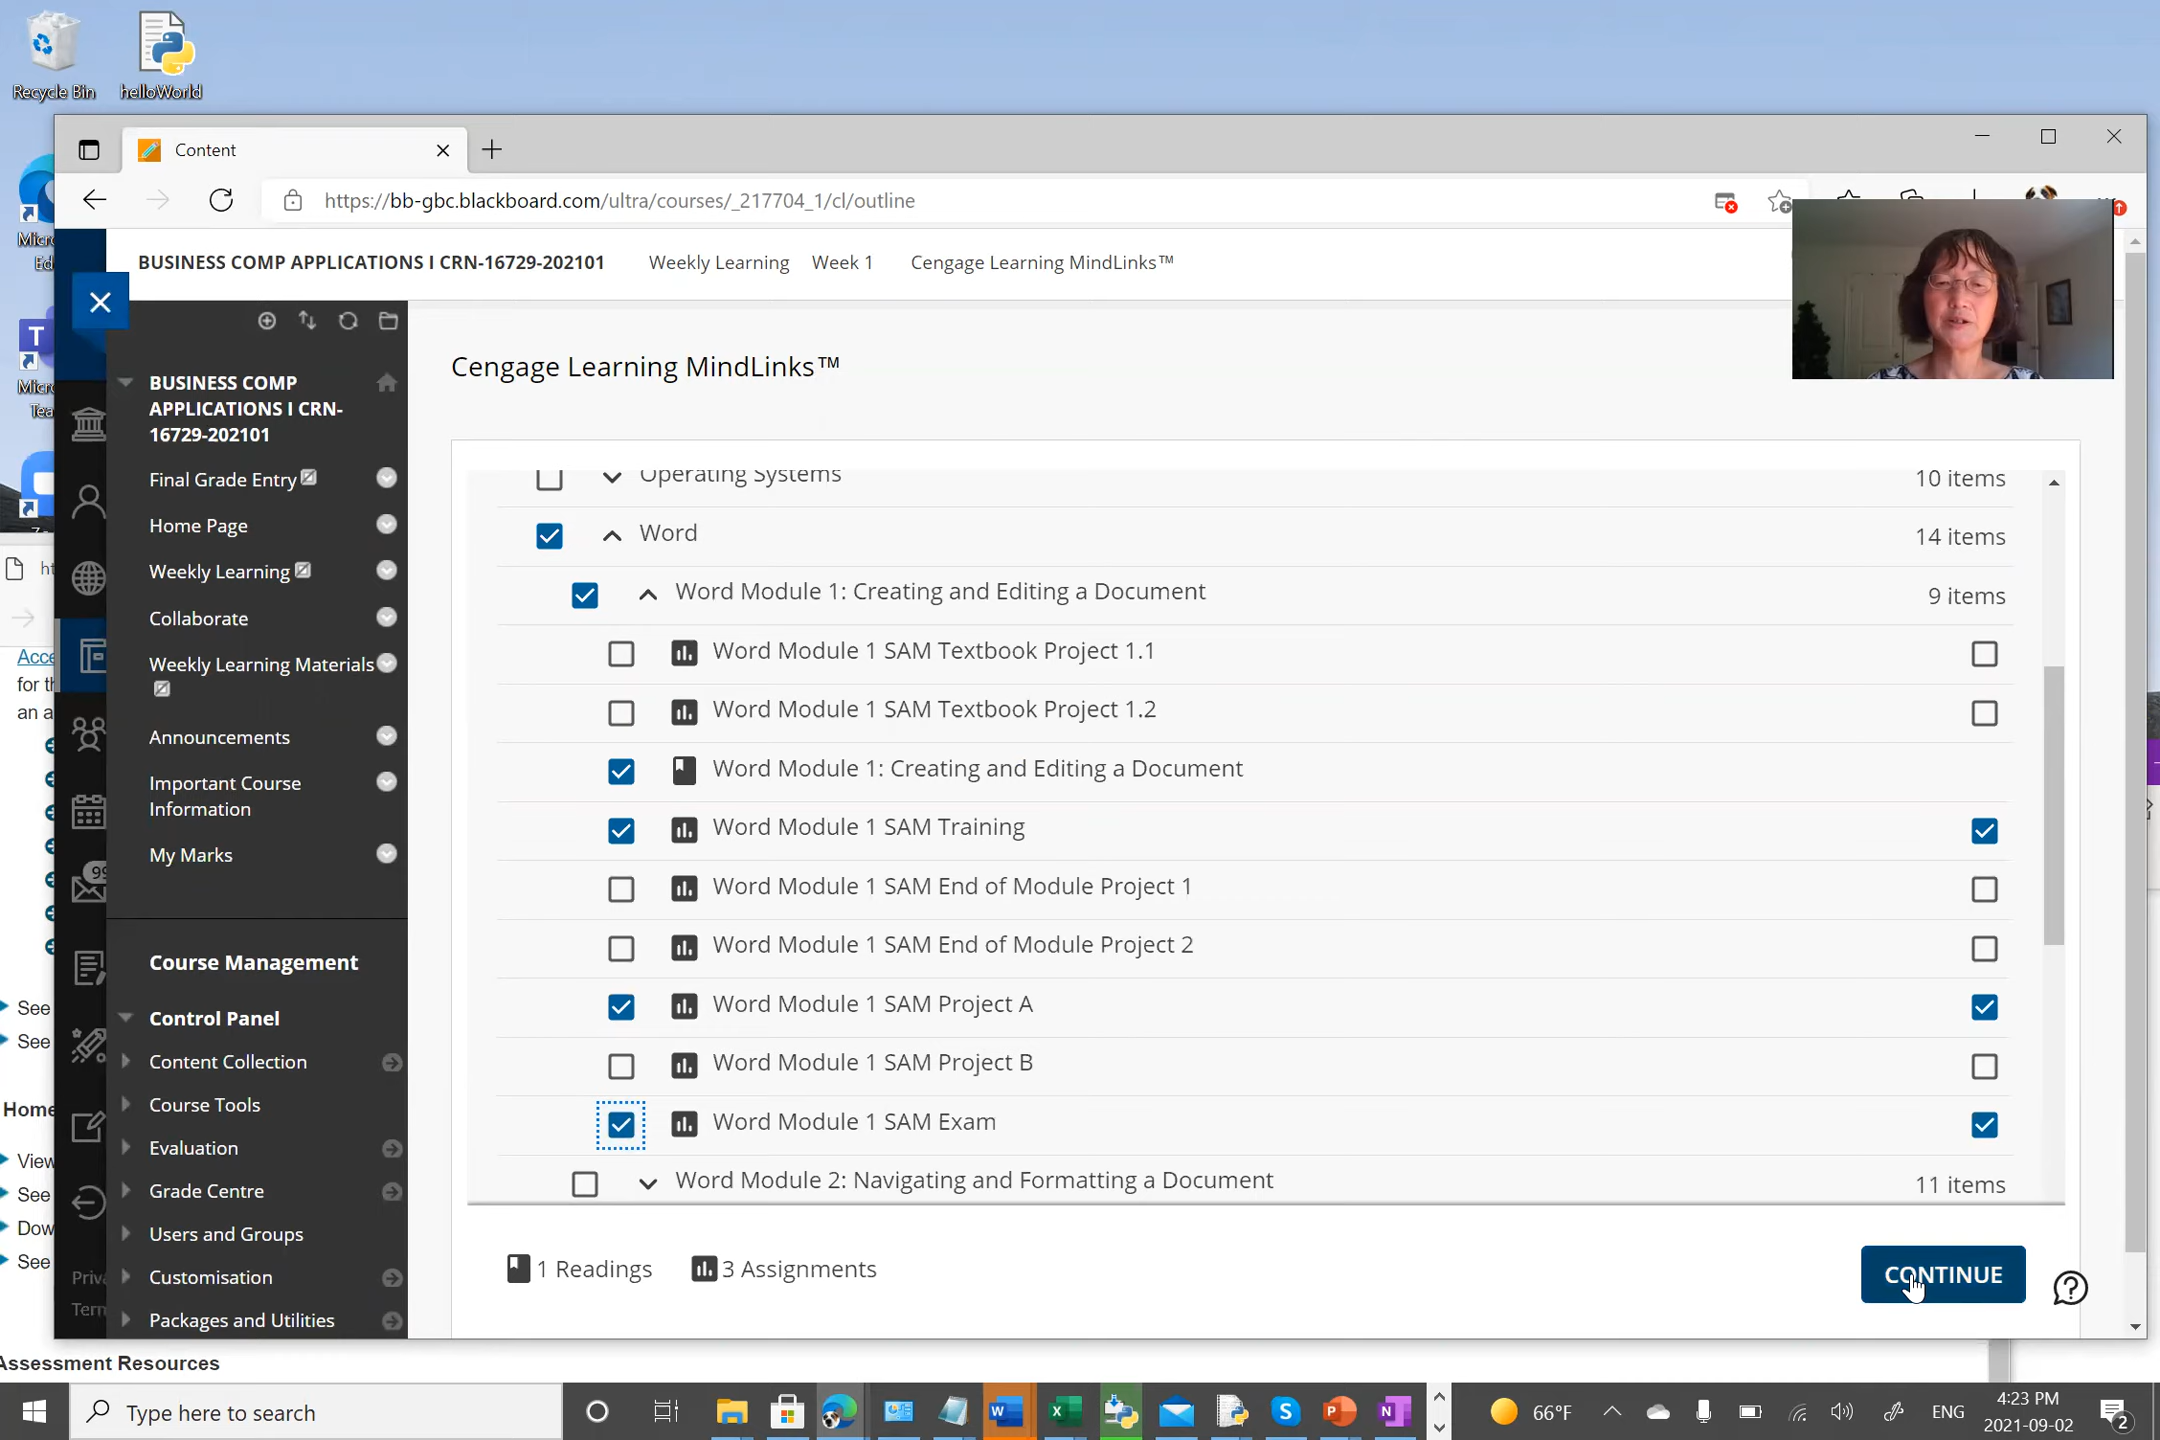 Recycle Bin
helloWorld
Content
https://bb-gbc.blackboard.com/ultra/courses/_217704_1/cl/outline
BUSINESS COMP APPLICATIONS I CRN-16729-202101
Weekly Learning
Week 1
Cengage Learning MindLinks™
BUSINESS COMP
APPLICATIONS I CRN-
16729-202101
Final Grade Entry
Home Page
Weekly Learning
Collaborate
Weekly Learning Materials
Announcements
Important Course
Information
My Marks
Course Management
Control Panel
Content Collection
Course Tools
Evaluation
Grade Centre
Users and Groups
Customisation
Packages and Utilities
Cengage Learning MindLinks™
Operating Systems 10 items
Word 14 items
Word Module 1: Creating and Editing a Document 9 items
Word Module 1 SAM Textbook Project 1.1
Word Module 1 SAM Textbook Project 1.2
Word Module 1: Creating and Editing a Document
Word Module 1 SAM Training
Word Module 1 SAM End of Module Project 1
Word Module 1 SAM End of Module Project 2
Word Module 1 SAM Project A
Word Module 1 SAM Project B
Word Module 1 SAM Exam
Word Module 2: Navigating and Formatting a Document 11 items
1 Readings
3 Assignments
CONTINUE
See
See
Home
View
See
See
Assessment Resources
Type here to search
66°F
ENG
4:23 PM
2021-09-02
2